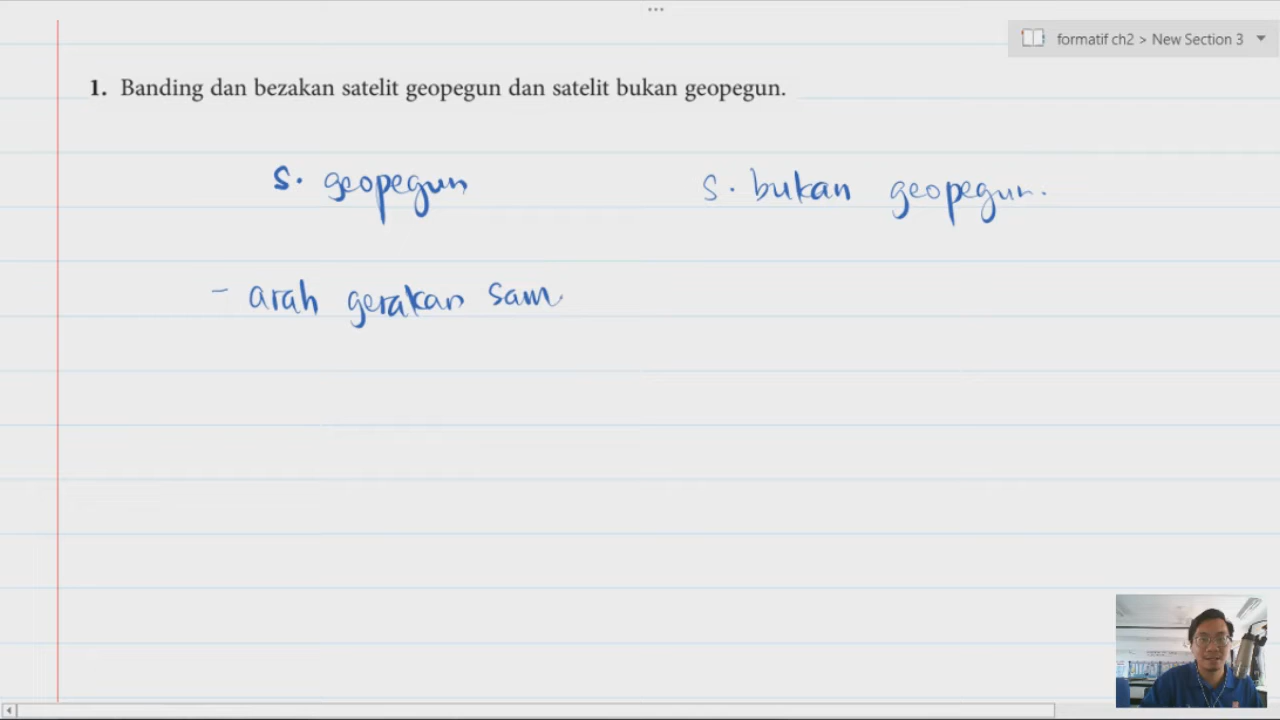 ...
formatif ch2 > New Section 3
1. Banding dan bezakan satelit geopegun dan satelit bukan geopegun.
s. geopegun
s. bukan geopegun.
- arah gerakan sam